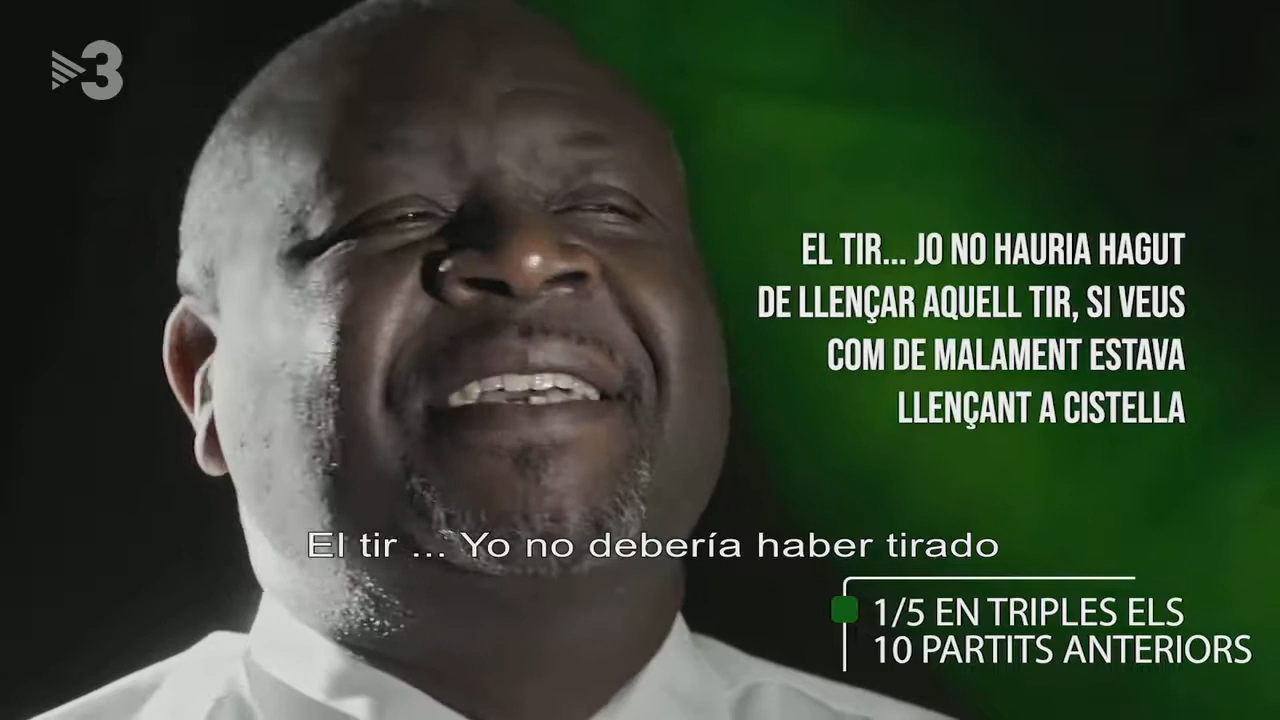 3
EL TIR... JO NO HAURIA HAGUT
DE LLENÇAR AQUELL TIR, SI VEUS
COM DE MALAMENT ESTAVA
LLENÇANT A CISTELLA
El tir ... Yo no debería haber tirado
1/5 EN TRIPLES ELS
10 PARTITS ANTERIORS